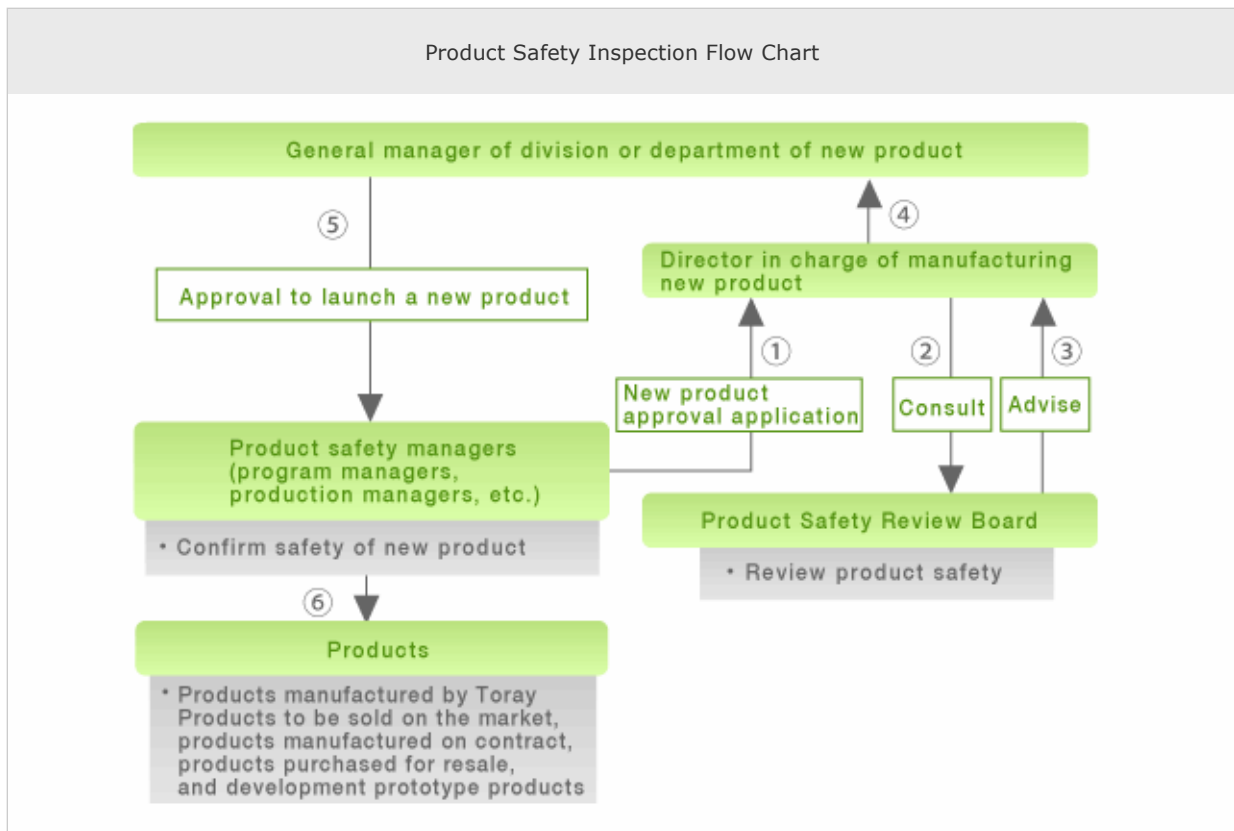 Product Safety Inspection Flow Chart
General manager of division or department of new product
⑤
④
Director in charge of manufacturing
new product
Approval to launch a new product
①
②
③
New product
approval application
Consult
Advise
Product safety managers
(program managers,
production managers, etc.)
・Confirm safety of new product
Product Safety Review Board
・Review product safety
⑥
Products
・Products manufactured by Toray
Products to be sold on the market,
products manufactured on contract,
products purchased for resale,
and development prototype products